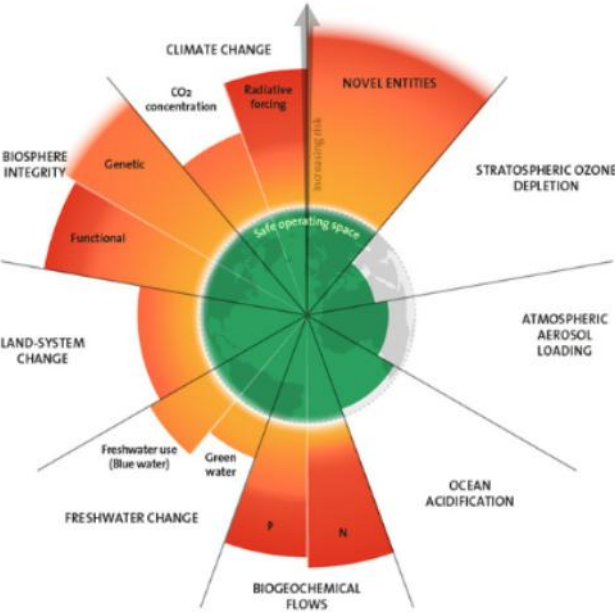 CLIMATE CHANGE
CO2
concentration
Radiative
forcing
NOVEL ENTITIES
Increasing risk
BIOSPHERE
INTEGRITY
Genetic
Functional
STRATOSPHERIC OZONE
DEPLETION
Safe operating space
ATMOSPHERIC
AEROSOL
LOADING
LAND-SYSTEM
CHANGE
Freshwater use
(Blue water)
Green
water
FRESHWATER CHANGE
OCEAN
ACIDIFICATION
P
N
BIOGEOCHEMICAL
FLOWS